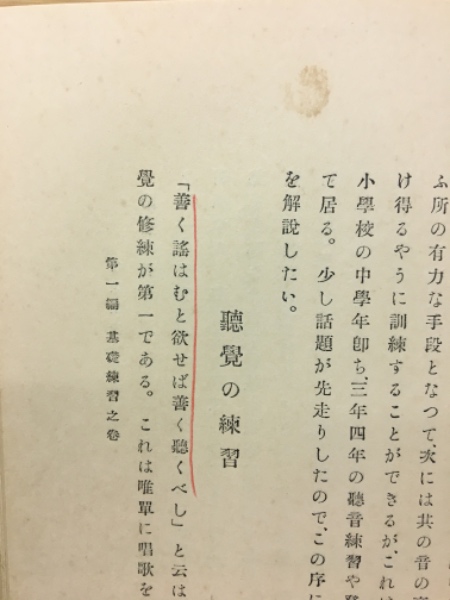 ふ所の有力な手段となつて、次には其の音の
け得るやうに訓練することができるが、これ
小學校の中學年卽ち、三年四年の聽音練習や
て居る。少し話題が先走りしたので、この序に
を解說したい。
聽覺の練習
「善く謠はむと欲せば善く聽くべし」と云は
覺の修練が第一である。これは唯單に唱歌を
第一編 基礎練習之卷